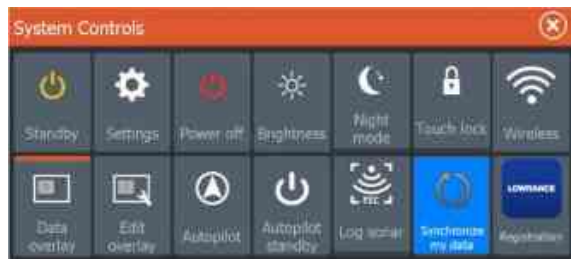 System Controls
Standby
Settings
Power off
Brightness
Night
mode
Touch lock
Wireless
Data
overlay
Edit
overlay
Autopilot
Autopilot
standby
REC
Log sonar
Synchronize
my data
LOWRANCE
Registration